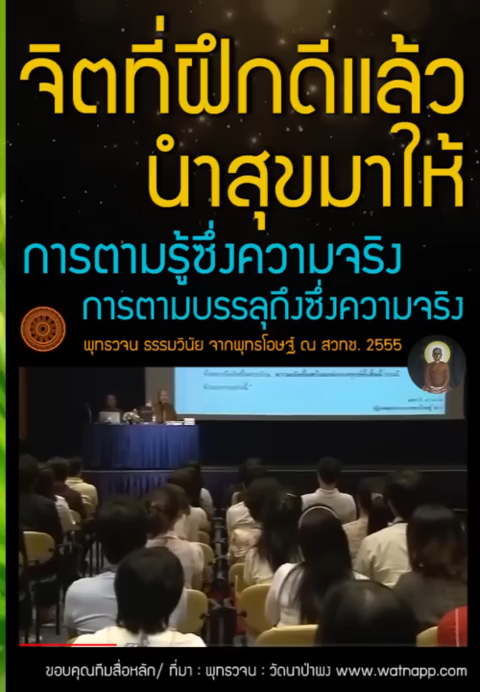 จิตที่ฝึกดีแล้ว
นำสุขมาให้
การตามรู้ซึ่งความจริง
การตามบรรลุถึงซึ่งความจริง
พุทธวจน ธรรมวินัย จากพุทธโอษฐ์ ณ สวทช. 2555
ขอบคุณทีมสื่อหลัก/ ที่มา : พุทธวจน : วัดนาป่าพง www.watnapp.com